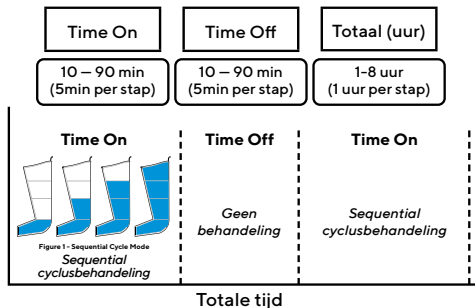 Time On
Time Off
Totaal (uur)
10 – 90 min
(5min per stap)
10 – 90 min
(5min per stap)
1-8 uur
(1 uur per stap)
Time On
Time Off
Time On
Figure 1 - Sequential Cycle Mode
Sequential
cyclusbehandeling
Geen
behandeling
Sequential
cyclusbehandeling
Totale tijd